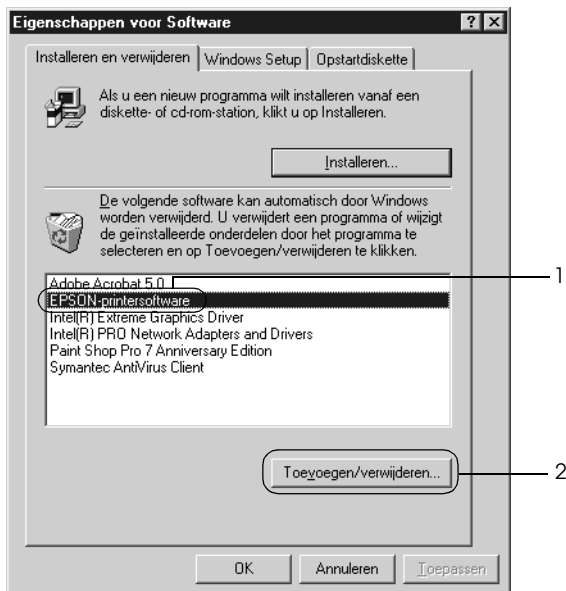 Eigenschappen voor Software
? ×
Installeren en verwijderen Windows Setup Opstartdiskette
Als u een nieuw programma wilt installeren vanaf een
diskette- of cd-rom-station, klikt u op Installeren.
Installeren...
De volgende software kan automatisch door Windows
worden verwijderd. U verwijdert een programma of wijzigt
de geïnstalleerde onderdelen door het programma te
selecteren en op Toevoegen/verwijderen te klikken.
Adobe Acrobat 5.0
1
EPSON-printersoftware
Intel(R) Extreme Graphics Driver
Intel(R) PRO Network Adapters and Drivers
Paint Shop Pro 7 Anniversary Edition
Symantec AntiVirus Client
Toevoegen/verwijderen...
2
OK Annuleren Toepassen